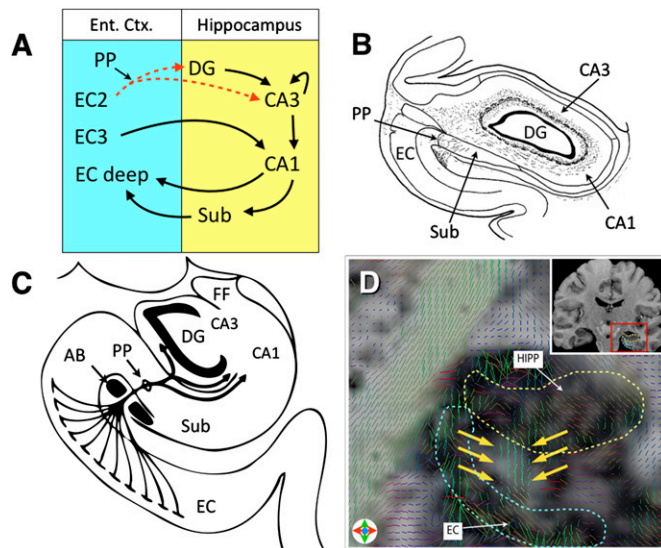 A
Ent. Ctx. Hippocampus
PP
DG
EC2
CA3
EC3
CA1
EC deep
Sub
B
CA3
PP
DG
EC
Sub
CA1
C
FF
CA3
DG
CA1
AB
PP
Sub
EC
D
HIPP
EC